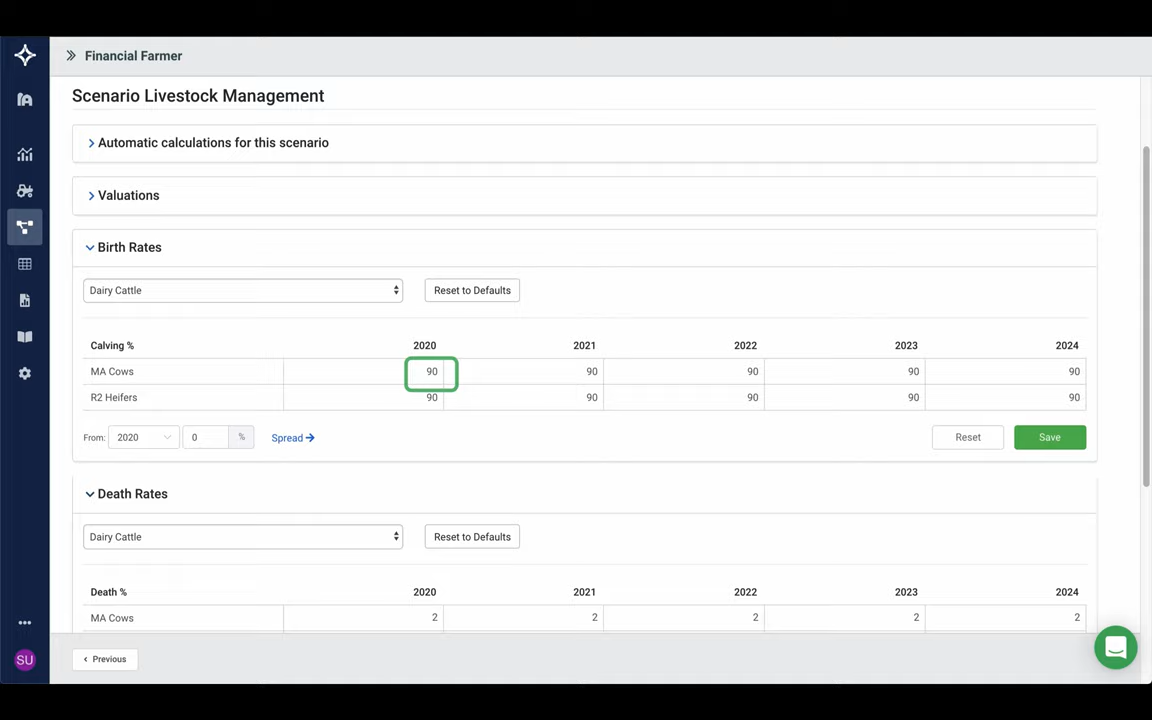 Financial Farmer
Scenario Livestock Management
Automatic calculations for this scenario
Valuations
Birth Rates
Dairy Cattle Reset to Defaults
Calving % 2020 2021 2022 2023 2024
MA Cows 90 90 90 90 90
R2 Heifers 90 90 90 90 90
From: 2020 0 % Spread Reset Save
Death Rates
Dairy Cattle Reset to Defaults
Death % 2020 2021 2022 2023 2024
MA Cows 2 2 2 2 2
SU Previous